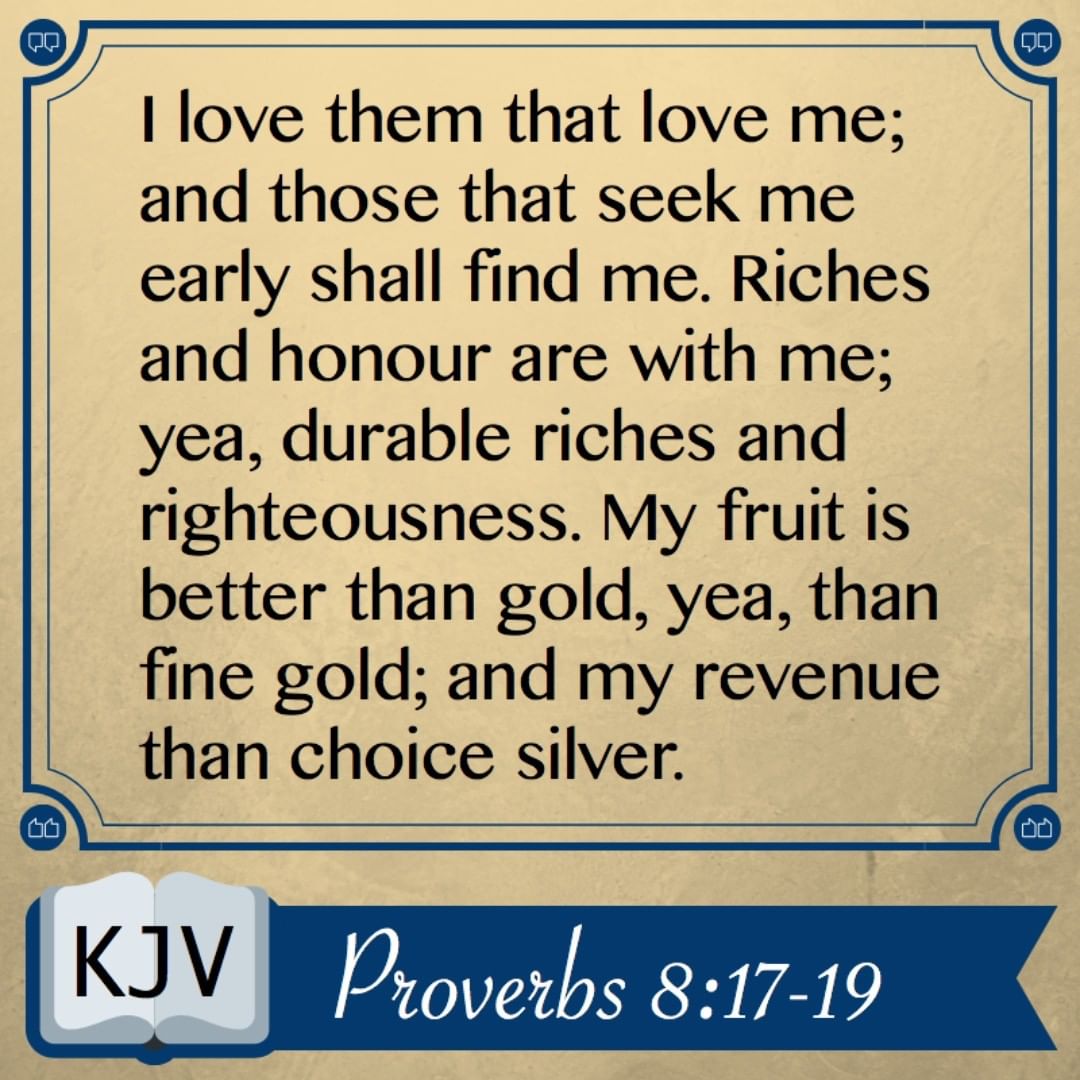 I love them that love me;
and those that seek me
early shall find me. Riches
and honour are with me;
yea, durable riches and
righteousness. My fruit is
better than gold, yea, than
fine gold; and my revenue
than choice silver.
KJV
Proverbs 8:17-19